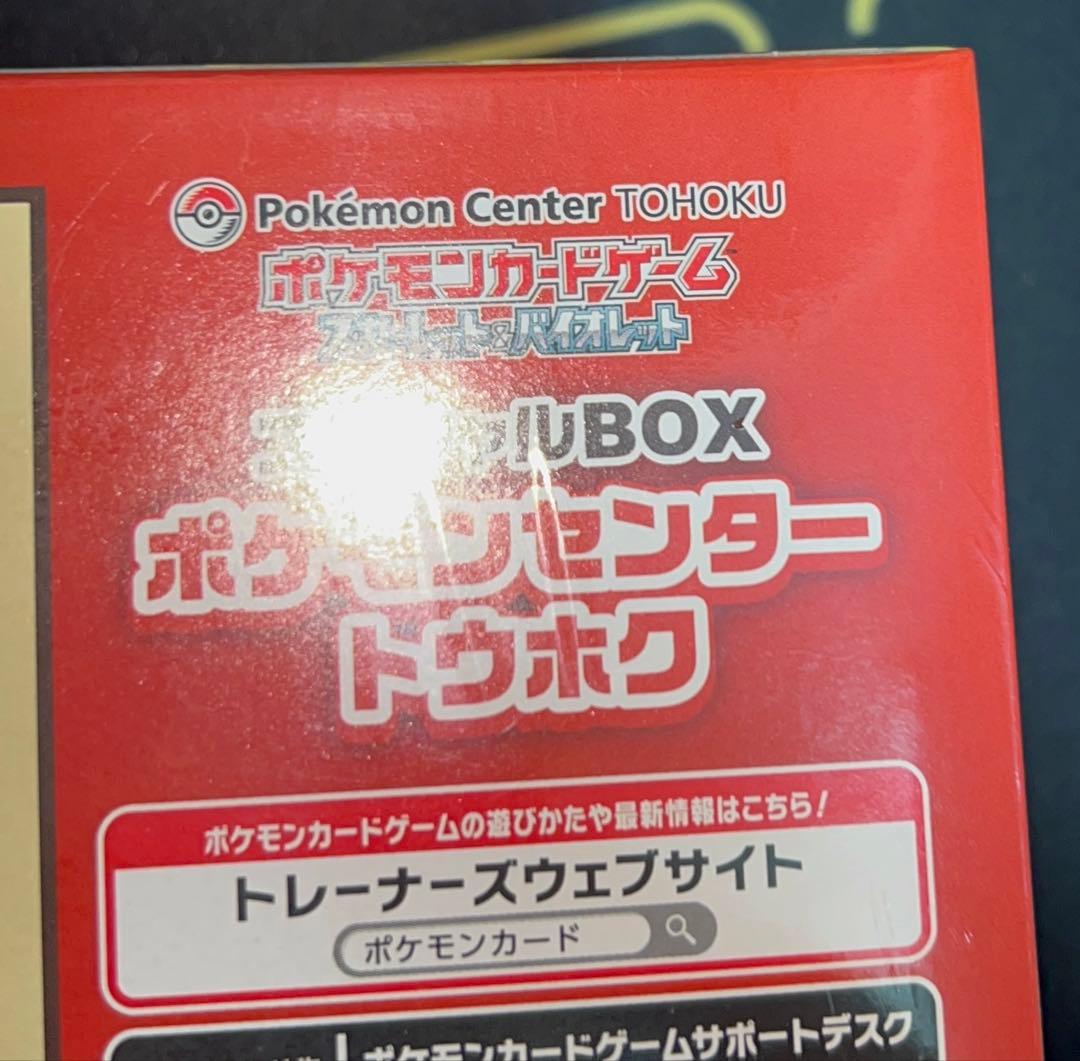 Pokémon Center TOHOKU
ポケモンカードゲーム
スカーレット&バイオレット
ャルBOX
ポケモンセンター
トウホク
ポケモンカードゲームの遊びかたや最新情報はこちら!
トレーナーズウェブサイト
ポケモンカード
ポケモンカードゲームサポートデスク